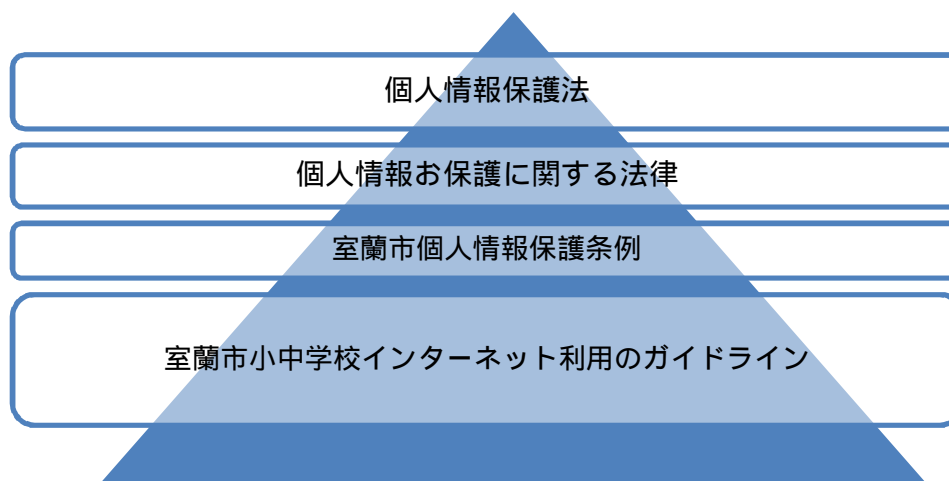 個人情報保護法
個人情報お保護に関する法律
室蘭市個人情報保護条例
室蘭市小中学校インターネット利用のガイドライン